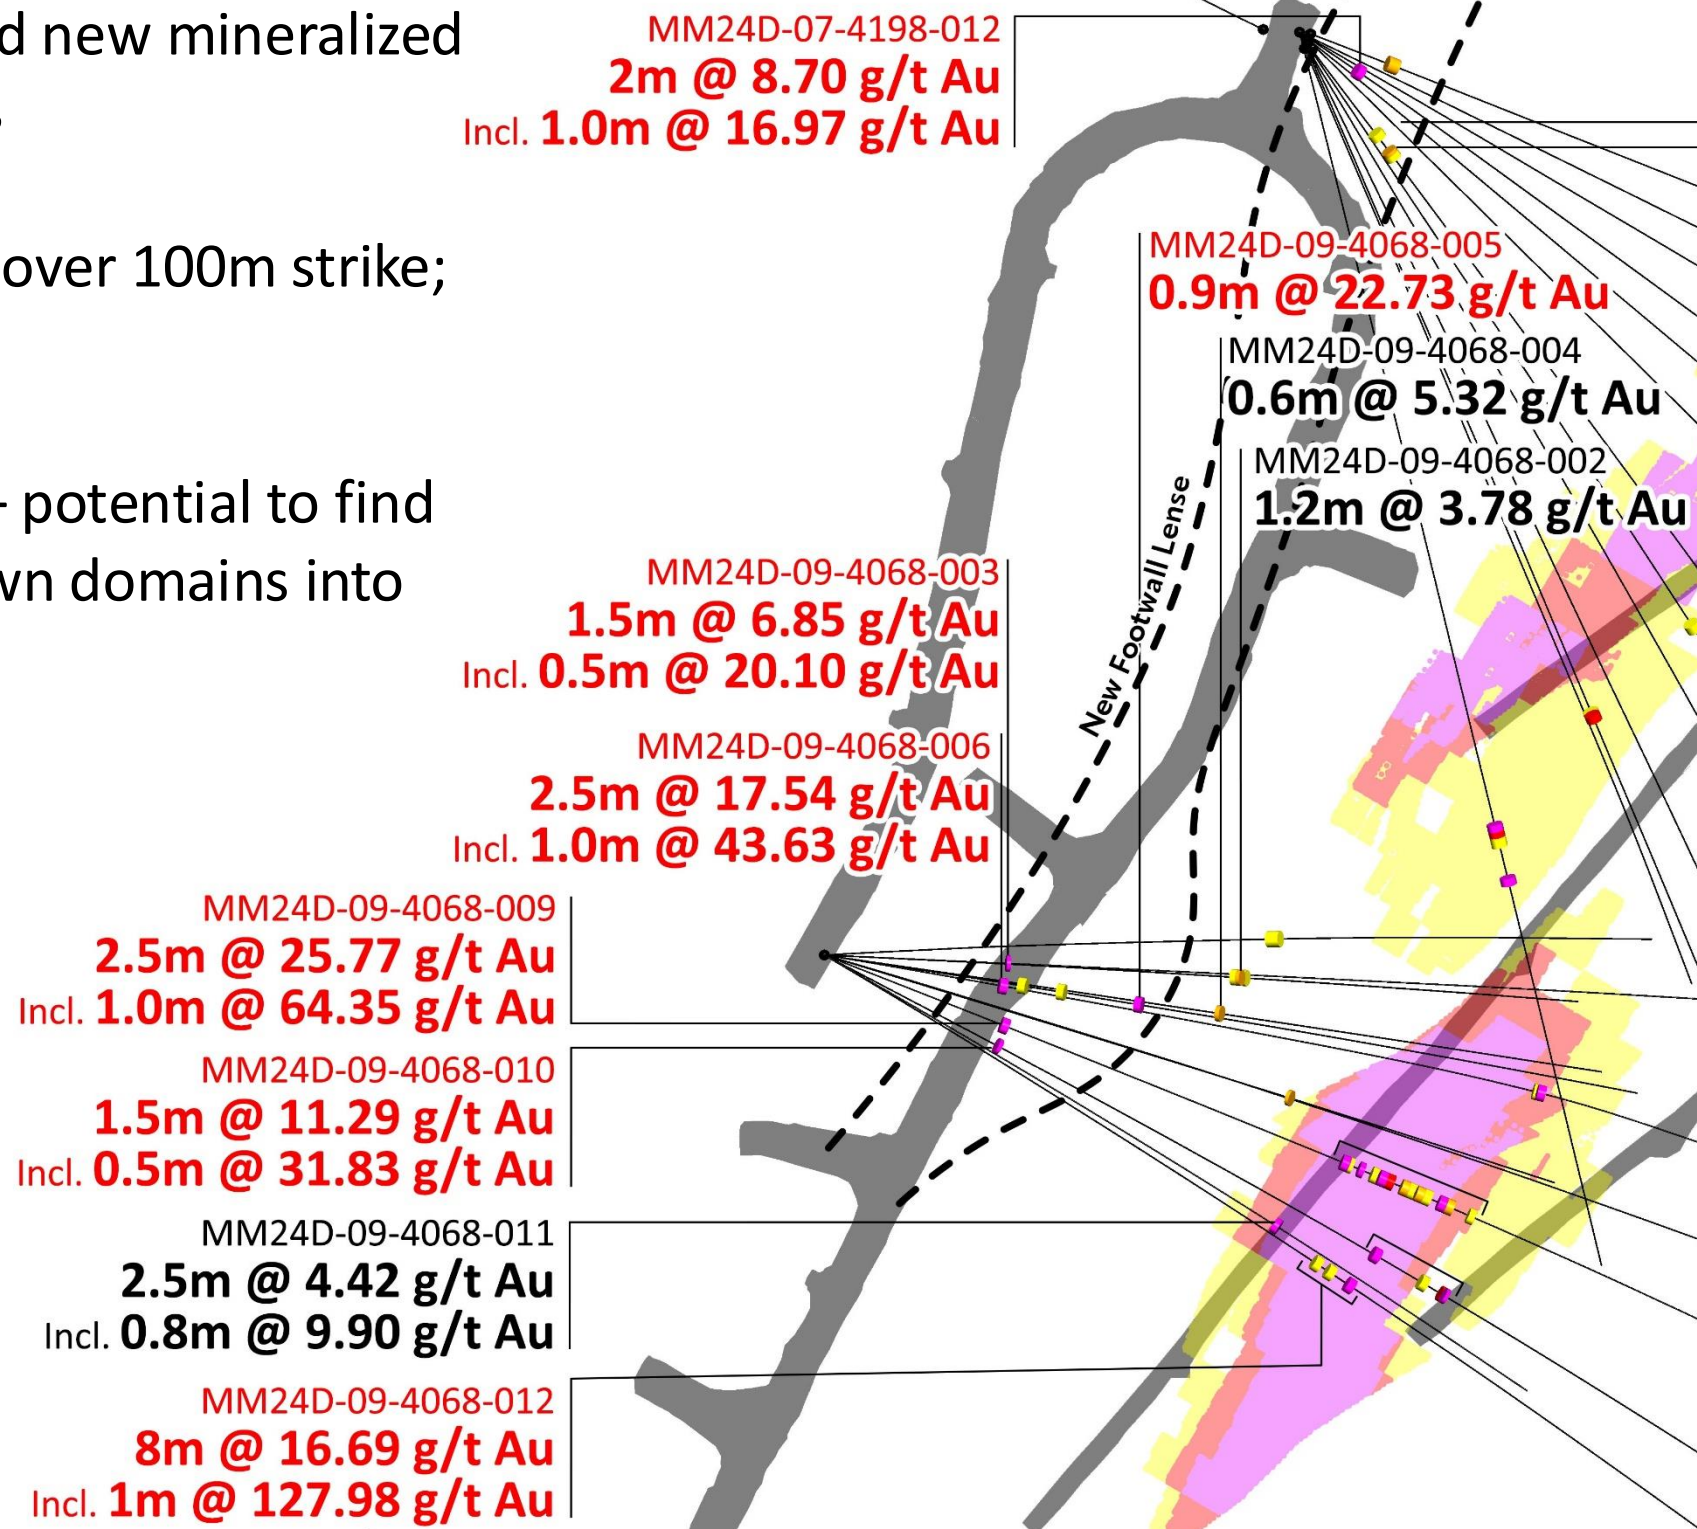 d new mineralized
over 100m strike;
potential to find
wn domains into
MM24D-07-4198-012
2m @ 8.70 g/t Au
Incl. 1.0m @ 16.97 g/t Au
MM24D-09-4068-005
0.9m @ 22.73 g/t Au
MM24D-09-4068-004
0.6m @ 5.32 g/t Au
MM24D-09-4068-002
1.2m @ 3.78 g/t Au
New Footwall Lense
MM24D-09-4068-003
1.5m @ 6.85 g/t Au
Incl. 0.5m @ 20.10 g/t Au
MM24D-09-4068-006
2.5m @ 17.54 g/t Au
Incl. 1.0m @ 43.63 g/t Au
MM24D-09-4068-009
2.5m @ 25.77 g/t Au
Incl. 1.0m @ 64.35 g/t Au
MM24D-09-4068-010
1.5m @ 11.29 g/t Au
Incl. 0.5m @ 31.83 g/t Au
MM24D-09-4068-011
2.5m @ 4.42 g/t Au
Incl. 0.8m @ 9.90 g/t Au
MM24D-09-4068-012
8m @ 16.69 g/t Au
Incl. 1m @ 127.98 g/t Au